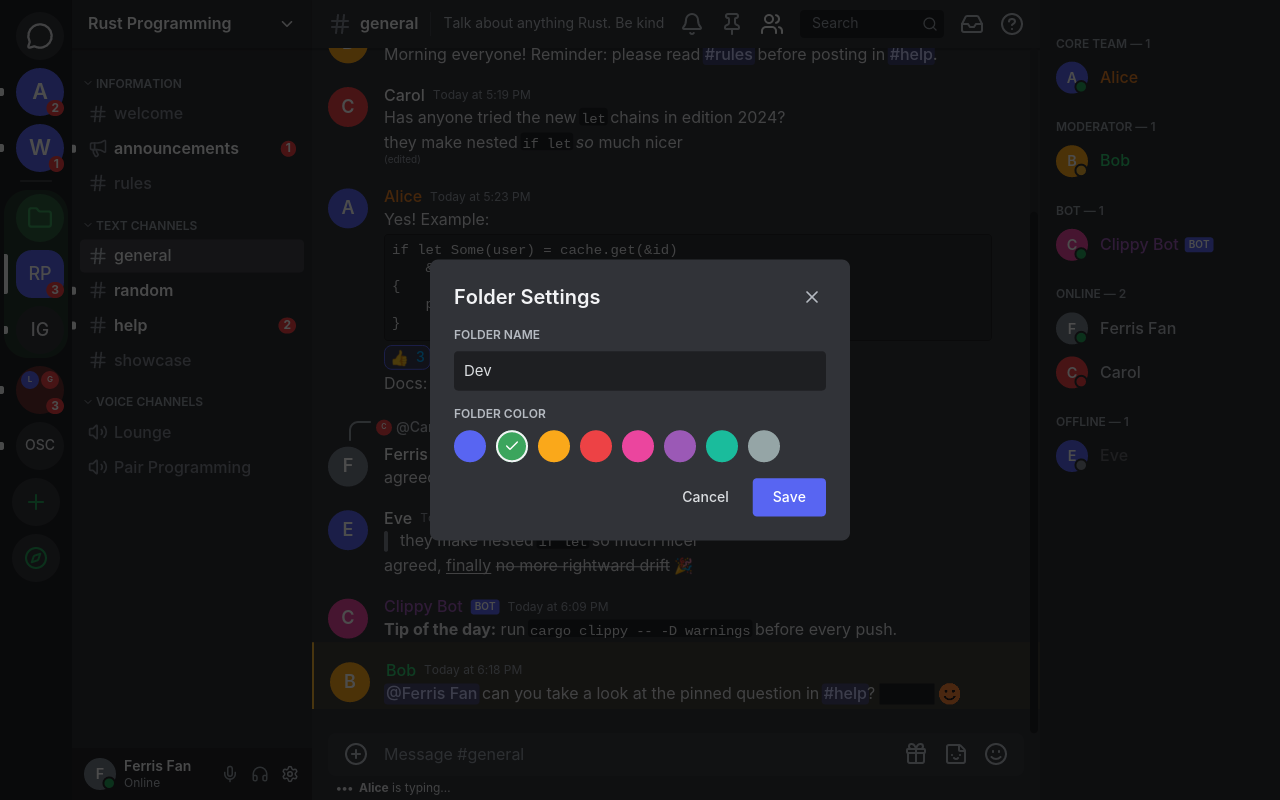 A
2
W
1
RP
3
IG
L G
3
OSC
Rust Programming
INFORMATION
welcome
announcements 1
rules
TEXT CHANNELS
general
random
help 2
showcase
VOICE CHANNELS
Lounge
Pair Programming
F Ferris Fan
Online
general Talk about anything Rust. Be kind
Search
Morning everyone! Reminder: please read #rules before posting in #help.
C Carol Today at 5:19 PM
Has anyone tried the new let chains in edition 2024?
they make nested if let so much nicer
(edited)
A Alice Today at 5:23 PM
Yes! Example:
if let Some(user) = cache.get(&id)
&
{
}
👍 3
Docs:
C
F Ferris
E Eve
they make nested if let so much nicer
agreed, finally no more rightward drift 🎉
C Clippy Bot BOT Today at 6:09 PM
Tip of the day: run cargo clippy -- -D warnings before every push.
B Bob Today at 6:18 PM
@Ferris Fan can you take a look at the pinned question in #help?
Message #general
Alice is typing...
Folder Settings
FOLDER NAME
Dev
FOLDER COLOR
Cancel Save
CORE TEAM — 1
A Alice
MODERATOR — 1
B Bob
BOT — 1
C Clippy Bot BOT
ONLINE — 2
F Ferris Fan
C Carol
OFFLINE — 1
E Eve